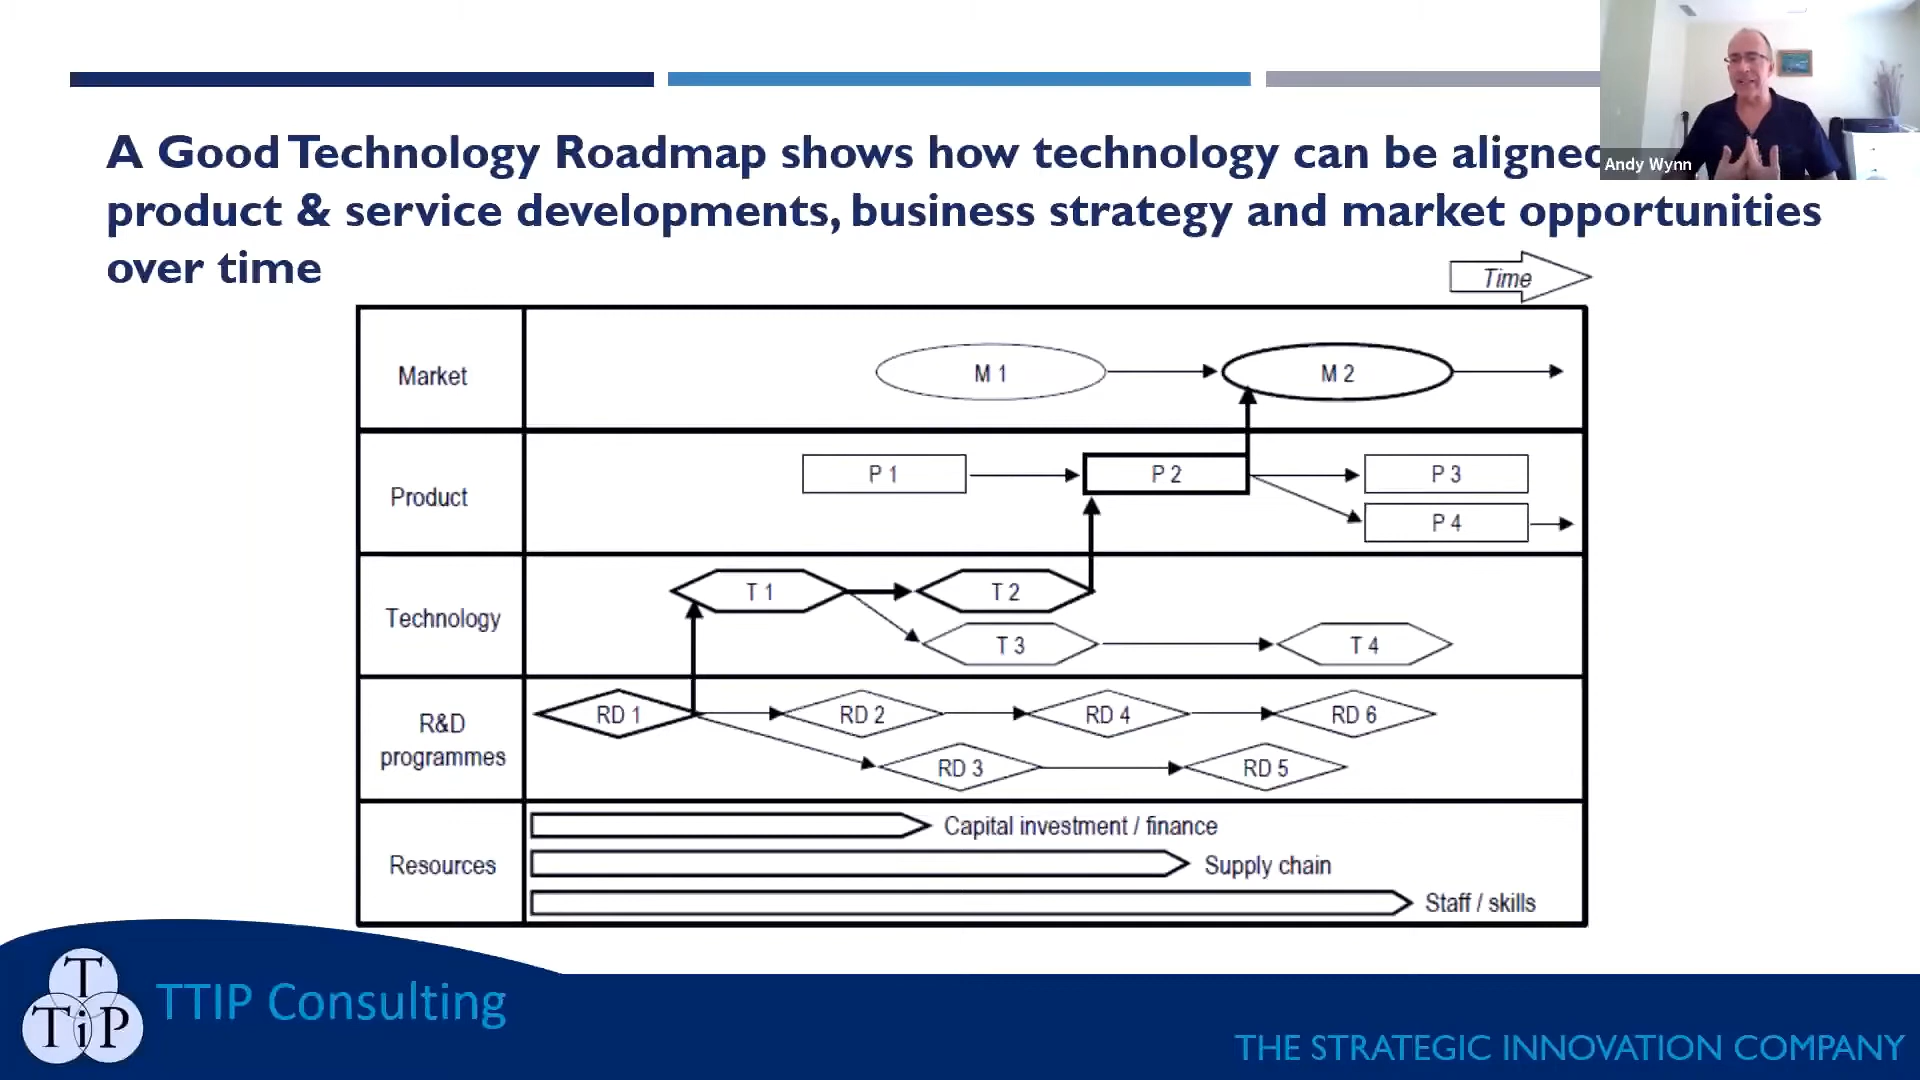 A Good Technology Roadmap shows how technology can be aligned
product & service developments, business strategy and market opportunities
over time
Andy Wynn
Time
Market
M 1
M 2
Product
P 1
P 2
P 3
P 4
Technology
T 1
T 2
T 3
T 4
R&D
programmes
RD 1
RD 2
RD 4
RD 6
RD 3
RD 5
Resources
Capital investment / finance
Supply chain
Staff / skills
T
T i P
TTIP Consulting
THE STRATEGIC INNOVATION COMPANY